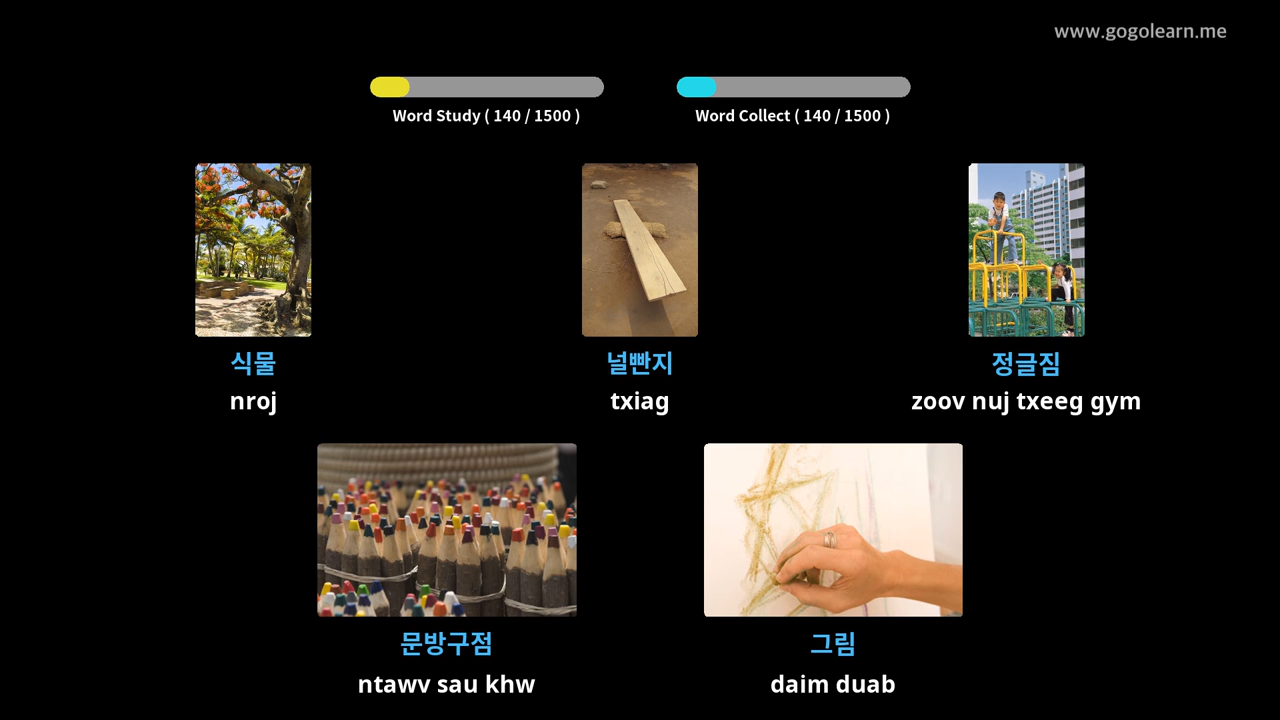 www.gogolearn.me
Word Study ( 140 / 1500 )
Word Collect ( 140 / 1500 )
식물
널빤지
정글짐
nroj
txiag
zoov nuj txeeg gym
문방구점
그림
ntawv sau khw
daim duab